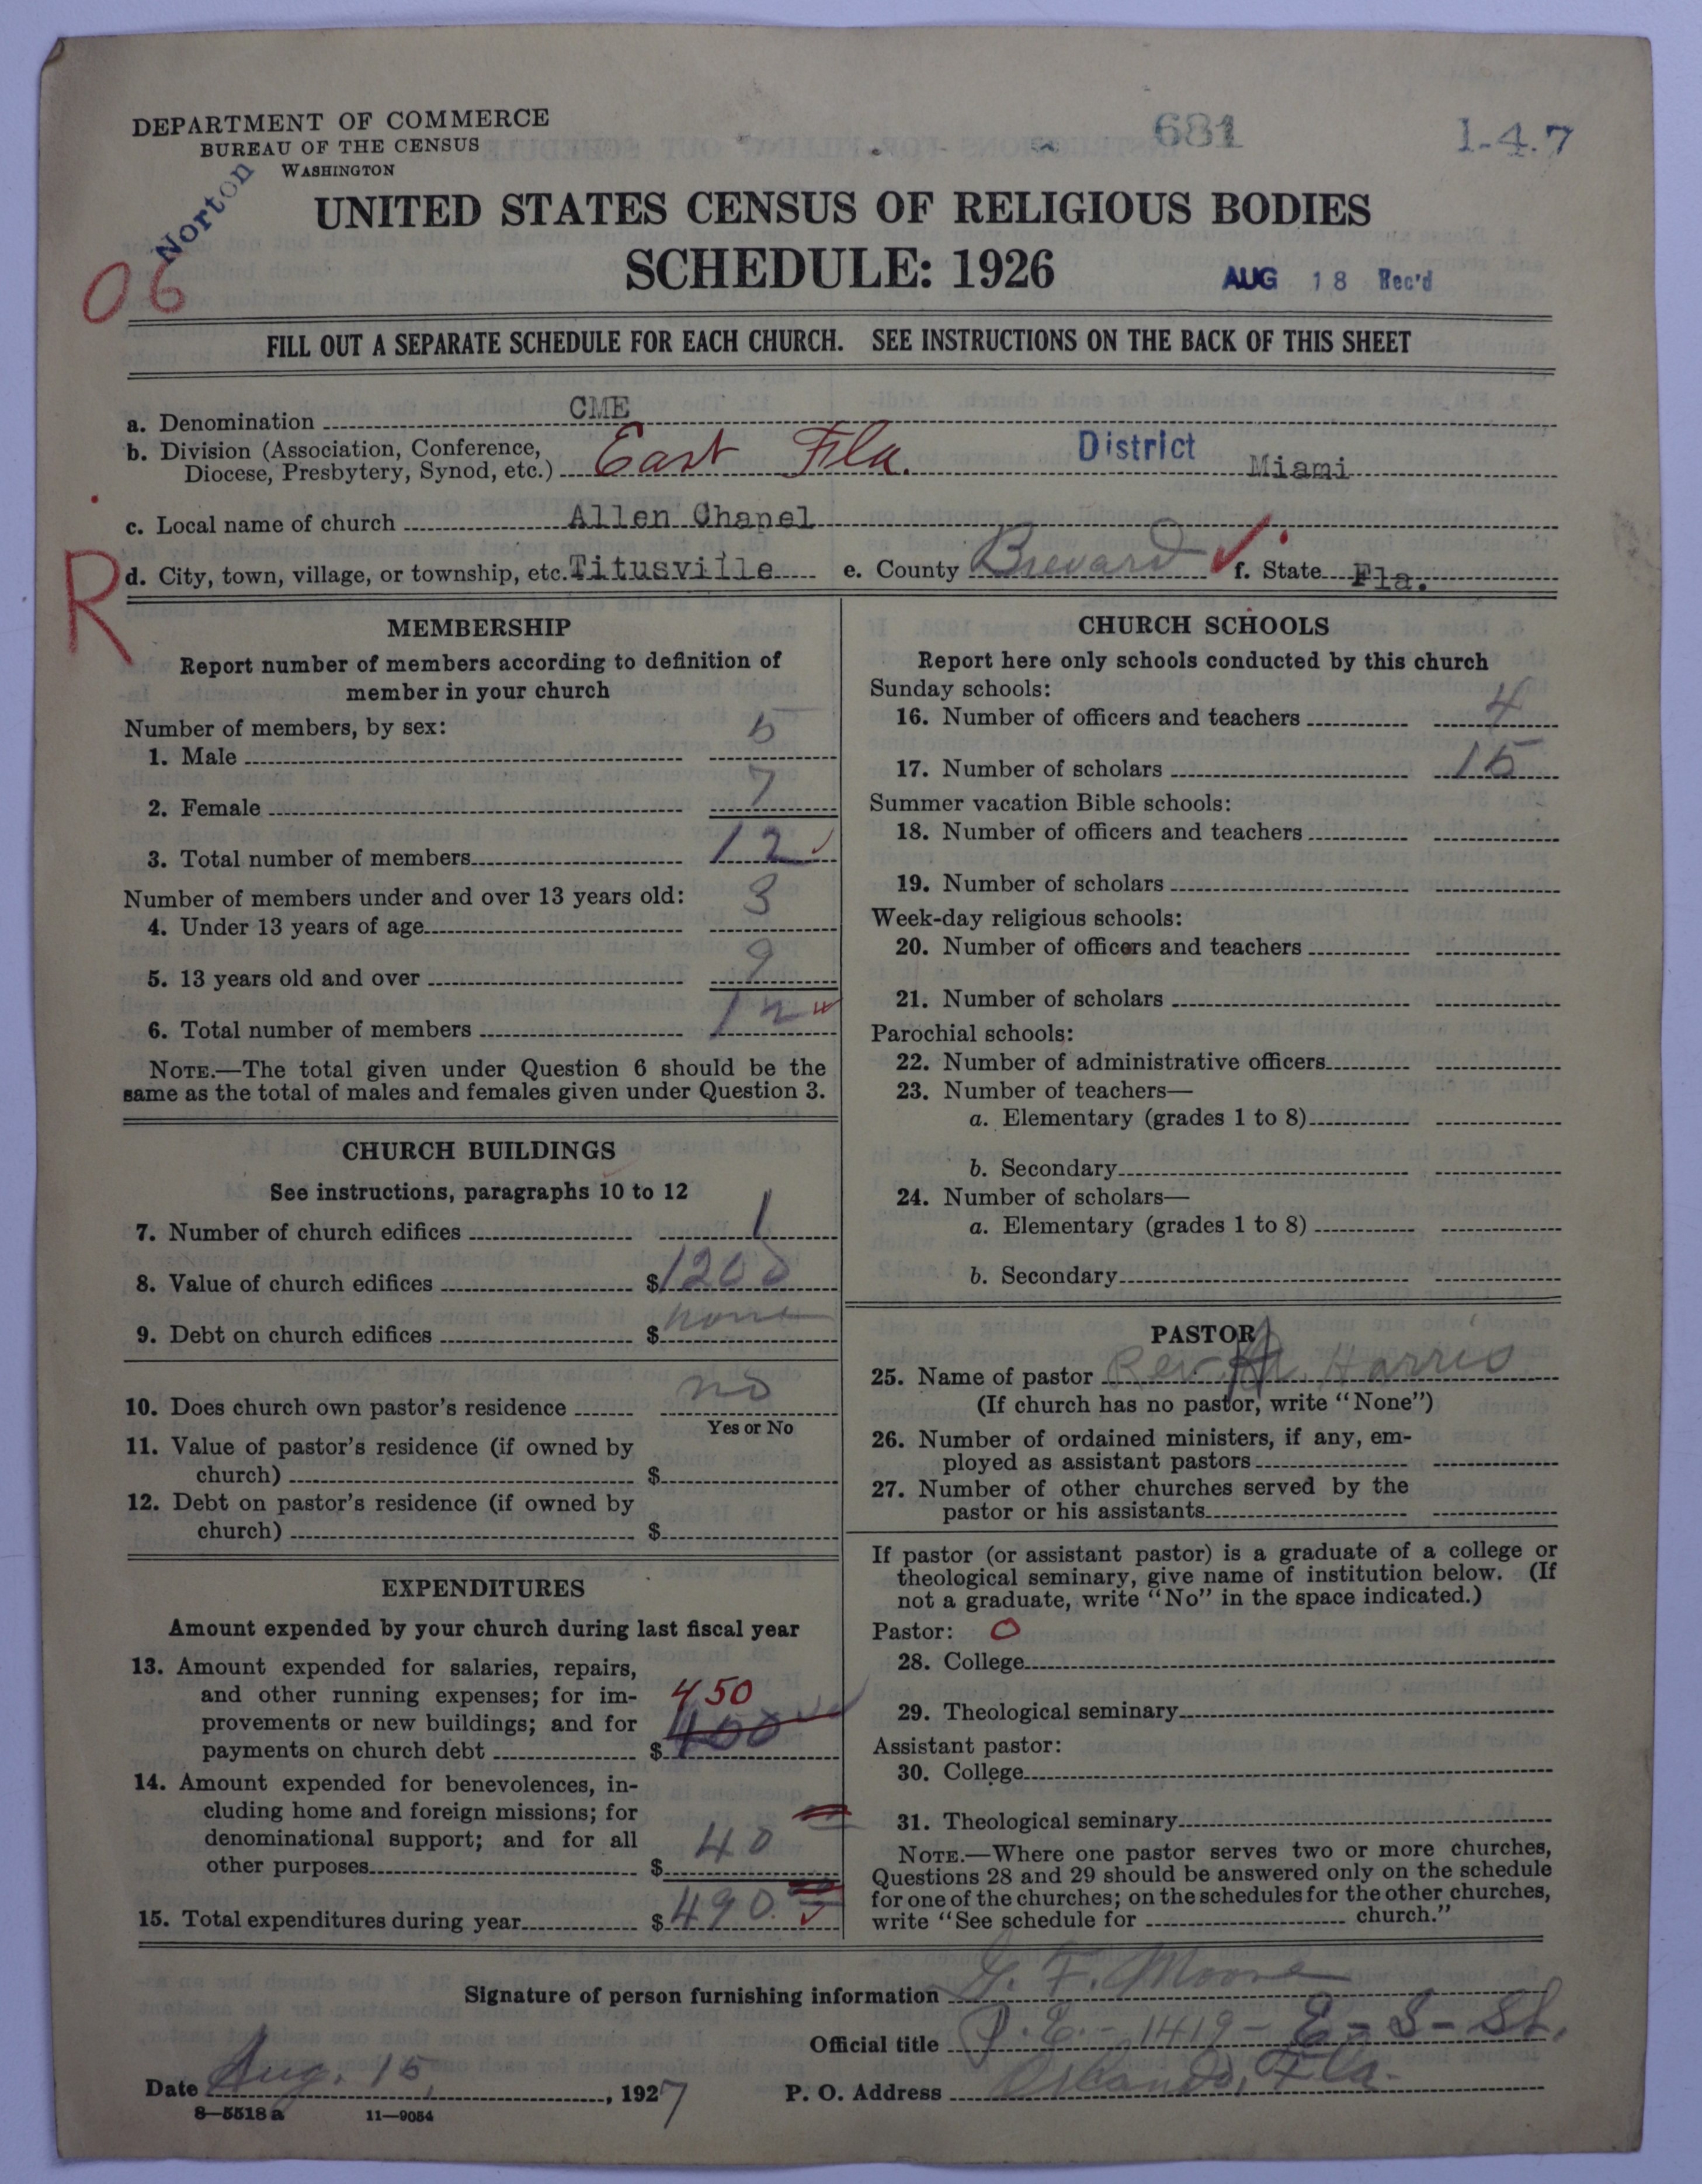 DEPARTMENT OF COMMERCE
BUREAU OF THE CENSUS
WASHINGTON
681
1-4.7
Norton
06
UNITED STATES CENSUS OF RELIGIOUS BODIES
SCHEDULE: 1926
AUG 18 Rec'd
FILL OUT A SEPARATE SCHEDULE FOR EACH CHURCH. SEE INSTRUCTIONS ON THE BACK OF THIS SHEET
a. Denomination CME
b. Division (Association, Conference,
Diocese, Presbytery, Synod, etc.) East Fla. District Miami
c. Local name of church Allen Chapel
R
d. City, town, village, or township, etc. Titusville e. County Brevard f. State Fla.
MEMBERSHIP
Report number of members according to definition of
member in your church
Number of members, by sex:
1. Male 5
2. Female 7
3. Total number of members 12
Number of members under and over 13 years old:
4. Under 13 years of age 3
5. 13 years old and over 9
6. Total number of members 12
NOTE.—The total given under Question 6 should be the
same as the total of males and females given under Question 3.
CHURCH BUILDINGS
See instructions, paragraphs 10 to 12
7. Number of church edifices 1
8. Value of church edifices $1200
9. Debt on church edifices $ none
10. Does church own pastor's residence no
Yes or No
11. Value of pastor's residence (if owned by
church) $
12. Debt on pastor's residence (if owned by
church) $
EXPENDITURES
Amount expended by your church during last fiscal year
13. Amount expended for salaries, repairs,
and other running expenses; for im-
450
provements or new buildings; and for
payments on church debt $ 400
14. Amount expended for benevolences, in-
cluding home and foreign missions; for
denominational support; and for all
other purposes $ 40
15. Total expenditures during year $ 490
CHURCH SCHOOLS
Report here only schools conducted by this church
Sunday schools:
16. Number of officers and teachers 4
17. Number of scholars 15
Summer vacation Bible schools:
18. Number of officers and teachers
19. Number of scholars
Week-day religious schools:
20. Number of officers and teachers
21. Number of scholars
Parochial schools:
22. Number of administrative officers
23. Number of teachers—
a. Elementary (grades 1 to 8)
b. Secondary
24. Number of scholars—
a. Elementary (grades 1 to 8)
b. Secondary
PASTOR
25. Name of pastor Rev. Harris
(If church has no pastor, write "None")
26. Number of ordained ministers, if any, em-
ployed as assistant pastors
27. Number of other churches served by the
pastor or his assistants
If pastor (or assistant pastor) is a graduate of a college or
theological seminary, give name of institution below. (If
not a graduate, write "No" in the space indicated.)
Pastor: O
28. College
29. Theological seminary
Assistant pastor:
30. College
31. Theological seminary
NOTE.—Where one pastor serves two or more churches,
Questions 28 and 29 should be answered only on the schedule
for one of the churches; on the schedules for the other churches,
write "See schedule for church."
Signature of person furnishing information G. F. Moore
Official title P. E. - 1419 - E - S - St.
Date Aug. 15, 1927 P. O. Address Orlando, Fla.
8—5518a 11—9054